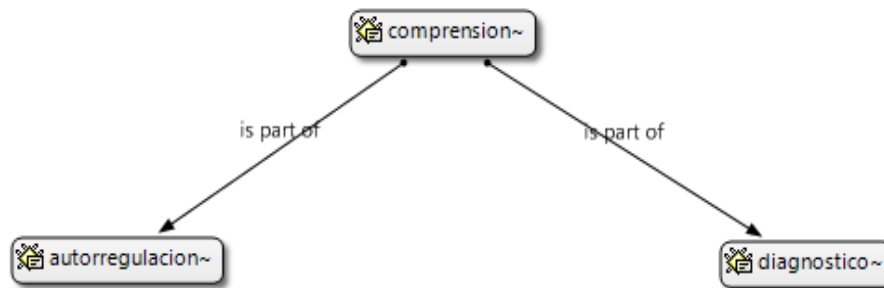 comprension~
is part of
is part of
autorregulacion~
diagnostico~